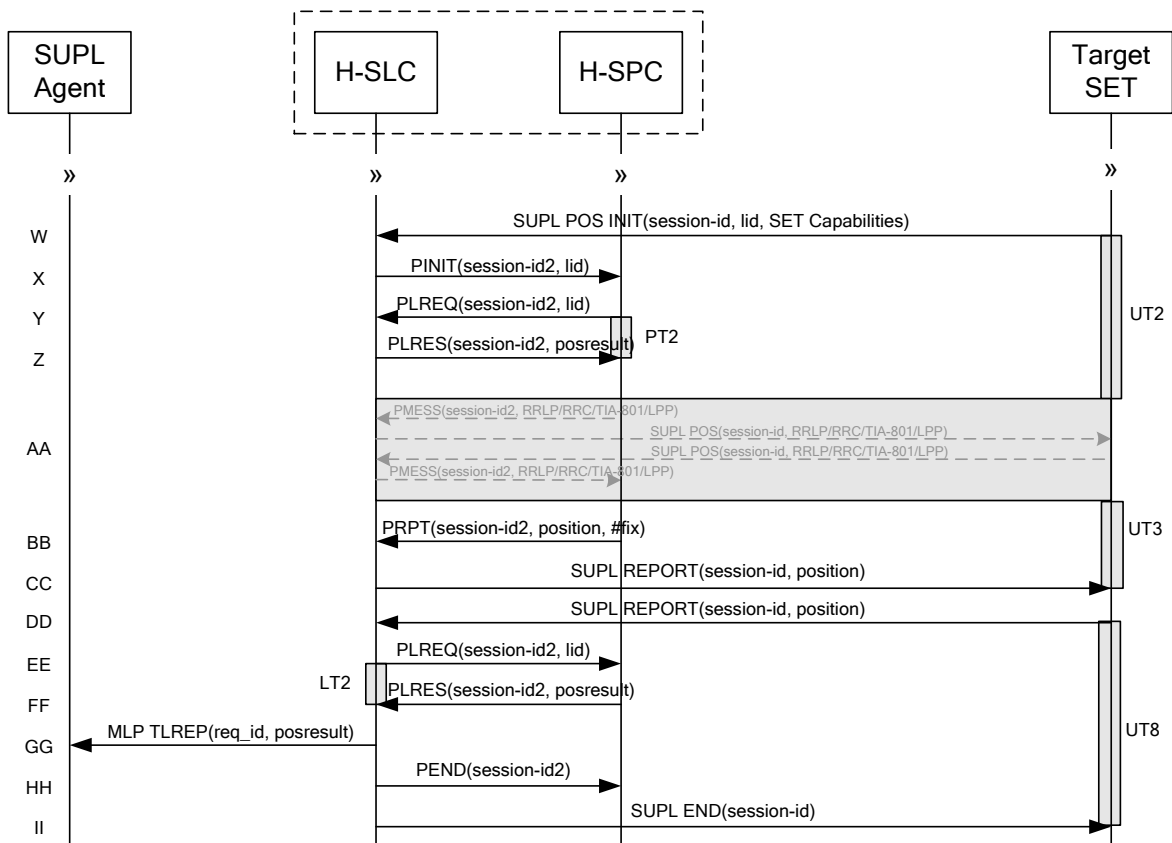 SUPL
Agent
H-SLC
H-SPC
Target
SET
»
»
»
»
W
SUPL POS INIT(session-id, lid, SET Capabilities)
X
PINIT(session-id2, lid)
Y
PLREQ(session-id2, lid)
UT2
Z
PLRES(session-id2, posresult)
PT2
AA
PMESS(session-id2, RRLP/RRC/TIA-801/LPP)
SUPL POS(session-id, RRLP/RRC/TIA-801/LPP)
SUPL POS(session-id, RRLP/RRC/TIA-801/LPP)
PMESS(session-id2, RRLP/RRC/TIA-801/LPP)
BB
PRPT(session-id2, position, #fix)
UT3
CC
SUPL REPORT(session-id, position)
DD
SUPL REPORT(session-id, position)
EE
PLREQ(session-id2, lid)
LT2
FF
PLRES(session-id2, posresult)
GG
MLP TLREP(req_id, posresult)
UT8
HH
PEND(session-id2)
II
SUPL END(session-id)